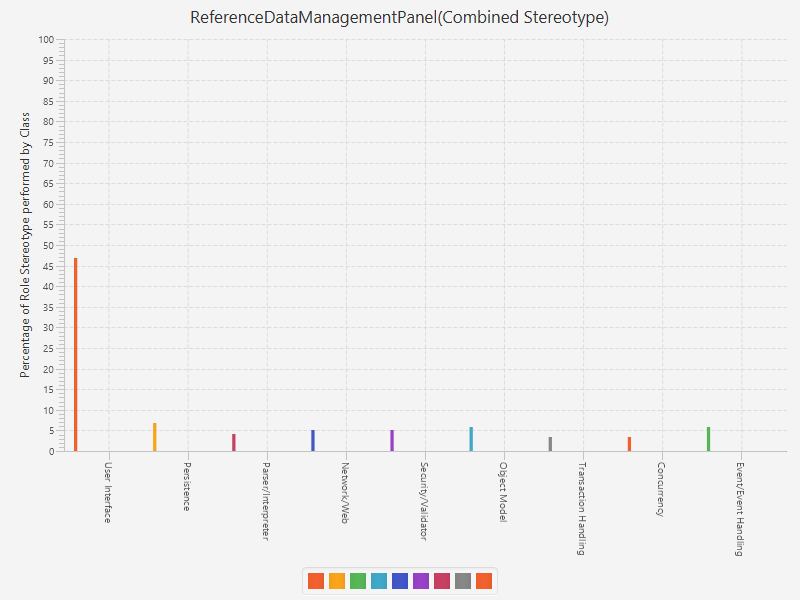 ReferenceDataManagementPanel(Combined Stereotype)
Percentage of Role Stereotype performed by Class
100
95
90
85
80
75
70
65
60
55
50
45
40
35
30
25
20
15
10
5
0
User Interface
Persistence
Parser/Interpreter
Network/Web
Security/Validator
Object Model
Transaction Handling
Concurrency
Event/Event Handling